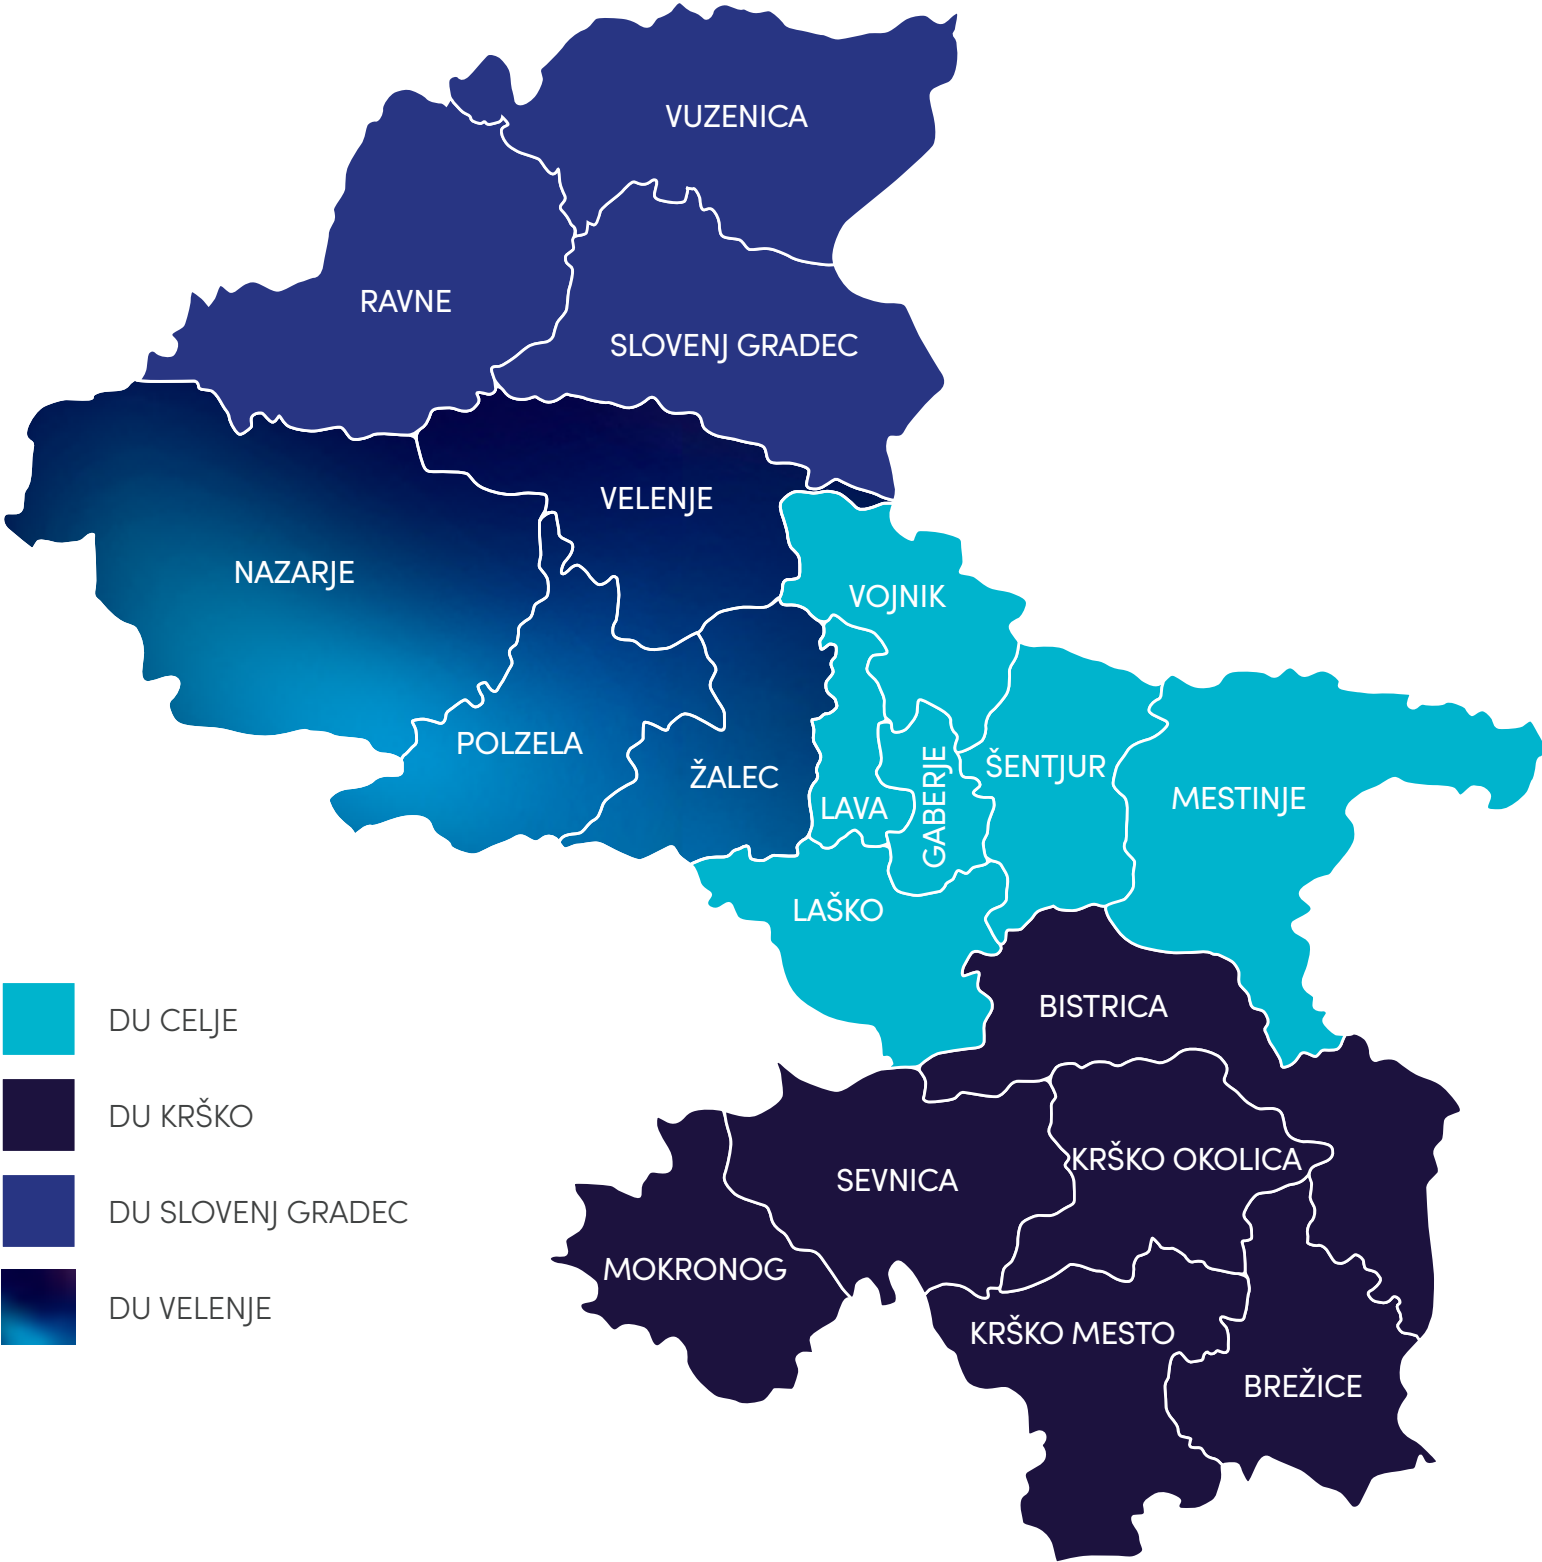 VUZENICA
RAVNE
SLOVENJ GRADEC
VELENJE
NAZARJE
VOJNIK
POLZELA
ŽALEC
LAVA
GABERJE
ŠENTJUR
MESTINJE
LAŠKO
BISTRICA
SEVNICA
KRŠKO OKOLICA
MOKRONOG
KRŠKO MESTO
BREŽICE
DU CELJE
DU KRŠKO
DU SLOVENJ GRADEC
DU VELENJE